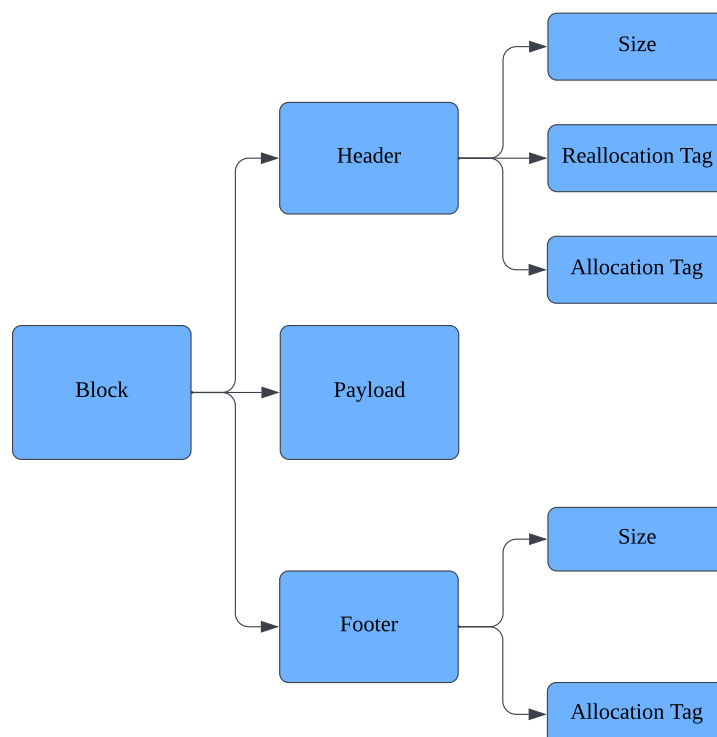 Size
Header
Reallocation Tag
Allocation Tag
Block
Payload
Size
Footer
Allocation Tag